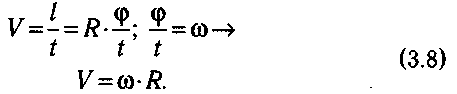 V = l/t = R · φ/t; φ/t = ω →
(3.8)
V = ω · R.